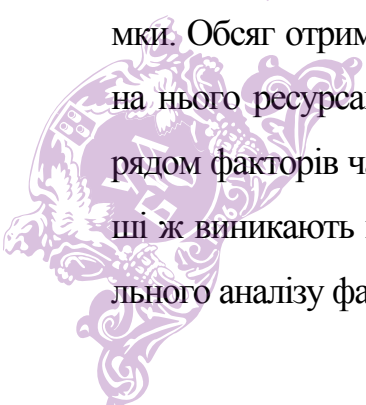 мки. Обсяг отрим
на нього ресурса
рядом факторів ч
ші ж виникають
льного аналізу фа